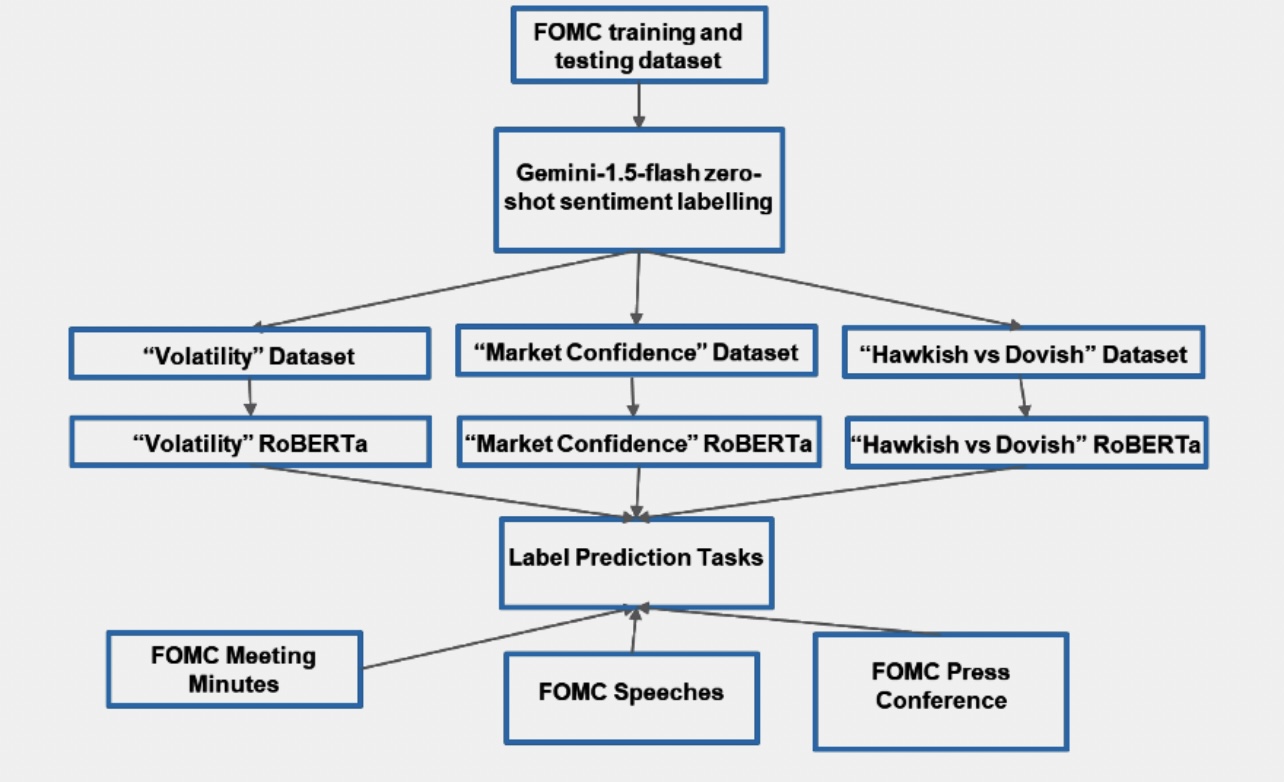 FOMC training and
testing dataset
Gemini-1.5-flash zero-
shot sentiment labelling
“Volatility” Dataset
“Market Confidence” Dataset
“Hawkish vs Dovish” Dataset
“Volatility” RoBERTa
“Market Confidence” RoBERTa
“Hawkish vs Dovish” RoBERTa
Label Prediction Tasks
FOMC Meeting
Minutes
FOMC Speeches
FOMC Press
Conference